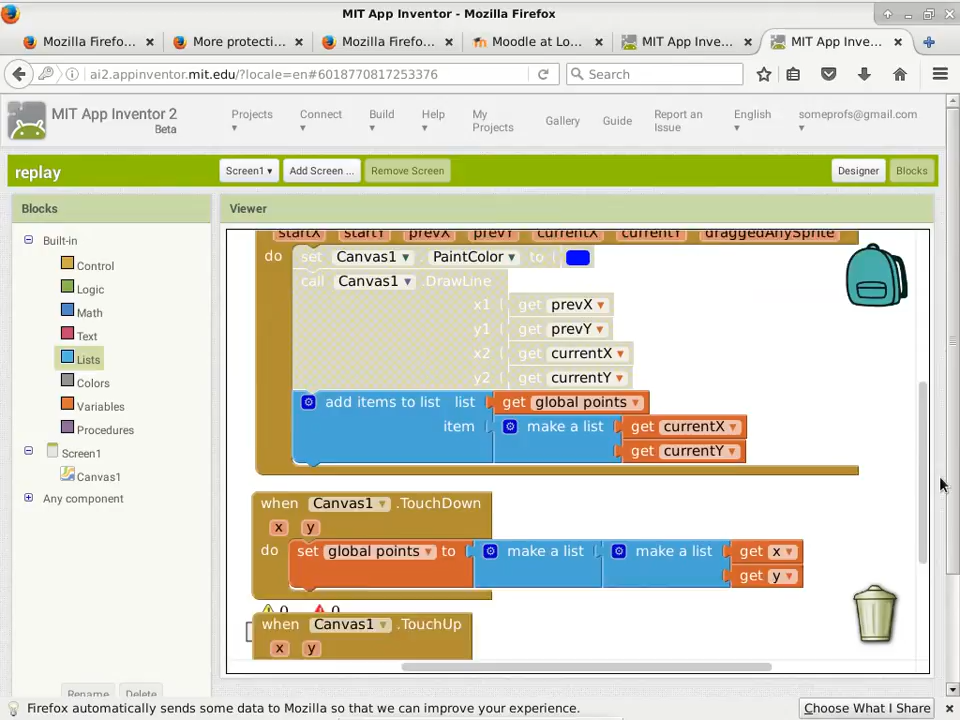 MIT App Inventor - Mozilla Firefox
Mozilla Firefo... More protecti... Mozilla Firefo... Moodle at Lo... MIT App Inve... MIT App Inve...
ai2.appinventor.mit.edu/?locale=en#6018770817253376 Search
MIT App Inventor 2
Beta
Projects Connect Build Help My Projects Gallery Guide Report an Issue English someprofs@gmail.com
replay Screen1 Add Screen ... Remove Screen Designer Blocks
Blocks Viewer
Built-in
Control
Logic
Math
Text
Lists
Colors
Variables
Procedures
Screen1
Canvas1
Any component
Rename Delete
startX startY prevX prevY currentX currentY draggedAnySprite
do set Canvas1 . PaintColor to
call Canvas1 .DrawLine
x1 get prevX
y1 get prevY
x2 get currentX
y2 get currentY
add items to list list get global points
item make a list get currentX
get currentY
when Canvas1 .TouchDown
x y
do set global points to make a list make a list get x
get y
0 0
when Canvas1 .TouchUp
x y
Firefox automatically sends some data to Mozilla so that we can improve your experience. Choose What I Share